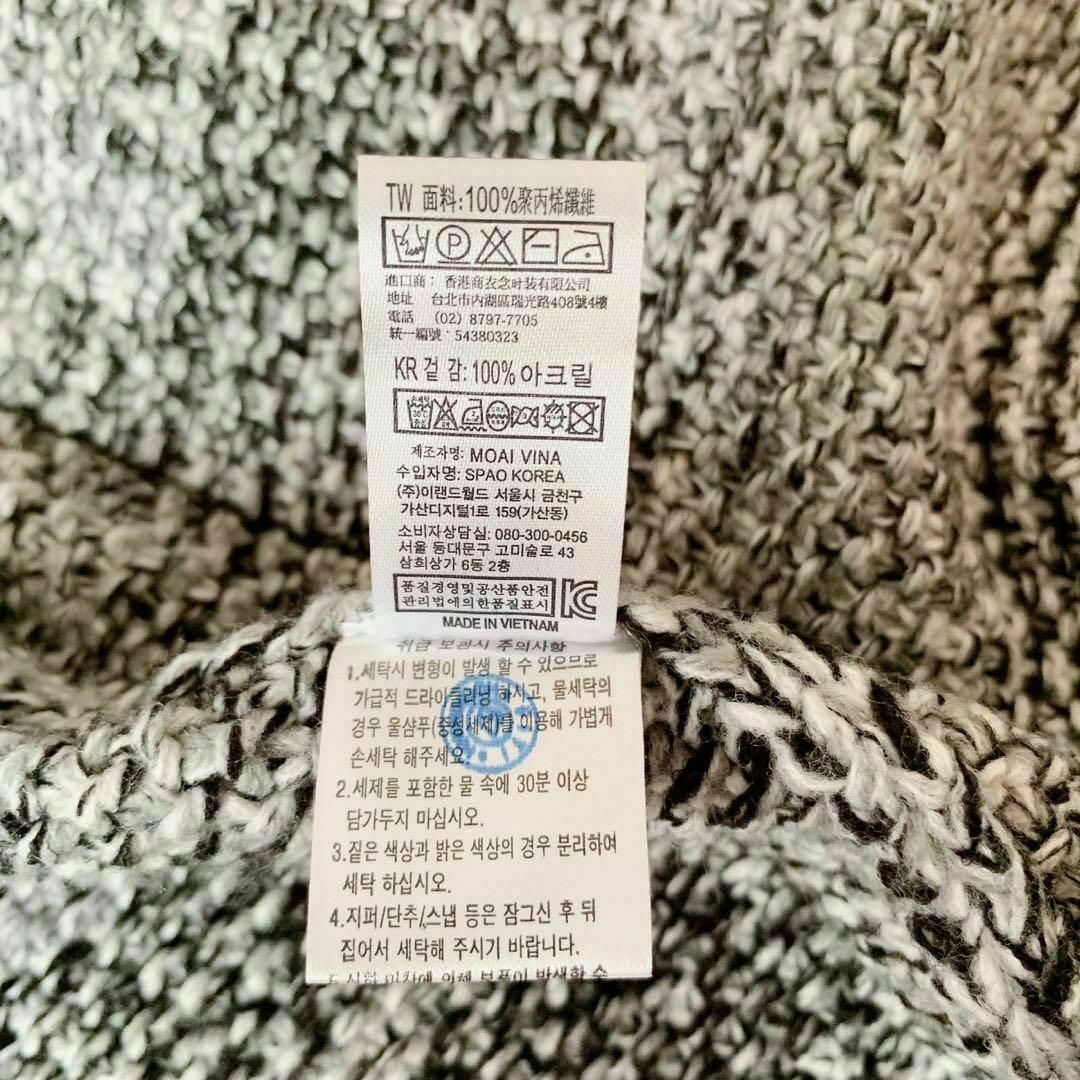 TW 面料:100%聚丙烯纖維
P
進口商: 香港商衣念時裝有限公司
地址 台北市內湖區瑞光路408號4樓
電話 (02) 8797-7705
統一編號: 54380323
KR 겉 감: 100% 아크릴
손세탁
30℃
중성
제조자명: MOAI VINA
수입자명: SPAO KOREA
(주)이랜드월드 서울시 금천구
가산디지털1로 159(가산동)
소비자상담실: 080-300-0456
서울 동대문구 고미술로 43
삼희상가 6동 2층
품질경영및공산품안전
관리법에의한품질표시
MADE IN VIETNAM
취급 보관시 주의사항
1.세탁시 변형이 발생 할 수 있으므로
가급적 드라이클리닝 하시고, 물세탁의
경우 울샴푸(중성세제)를 이용해 가볍게
손세탁 해주세요.
2.세제를 포함한 물 속에 30분 이상
담가두지 마십시오.
3.짙은 색상과 밝은 색상의 경우 분리하여
세탁 하십시오.
4.지퍼/단추/스냅 등은 잠그신 후 뒤
집어서 세탁해 주시기 바랍니다.